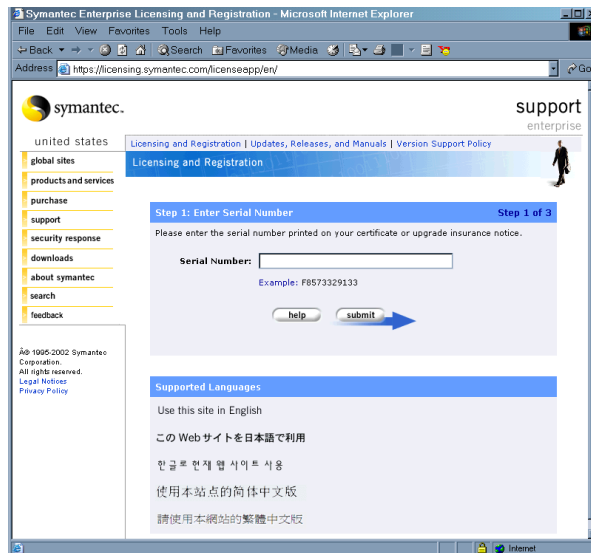 Symantec Enterprise Licensing and Registration - Microsoft Internet Explorer
File Edit View Favorites Tools Help
Back Search Favorites Media
Address https://licensing.symantec.com/licenseapp/en/ Go
symantec.
support
enterprise
united states
Licensing and Registration | Updates, Releases, and Manuals | Version Support Policy
Licensing and Registration
global sites
products and services
purchase
support
security response
downloads
about symantec
search
feedback
Â© 1995-2002 Symantec
Corporation.
All rights reserved.
Legal Notices
Privacy Policy
Step 1: Enter Serial Number Step 1 of 3
Please enter the serial number printed on your certificate or upgrade insurance notice.
Serial Number:
Example: F8573329133
help submit
Supported Languages
Use this site in English
この Web サイトを日本語で利用
한글로 현재 웹 사이트 사용
使用本站点的简体中文版
請使用本網站的繁體中文版
Internet